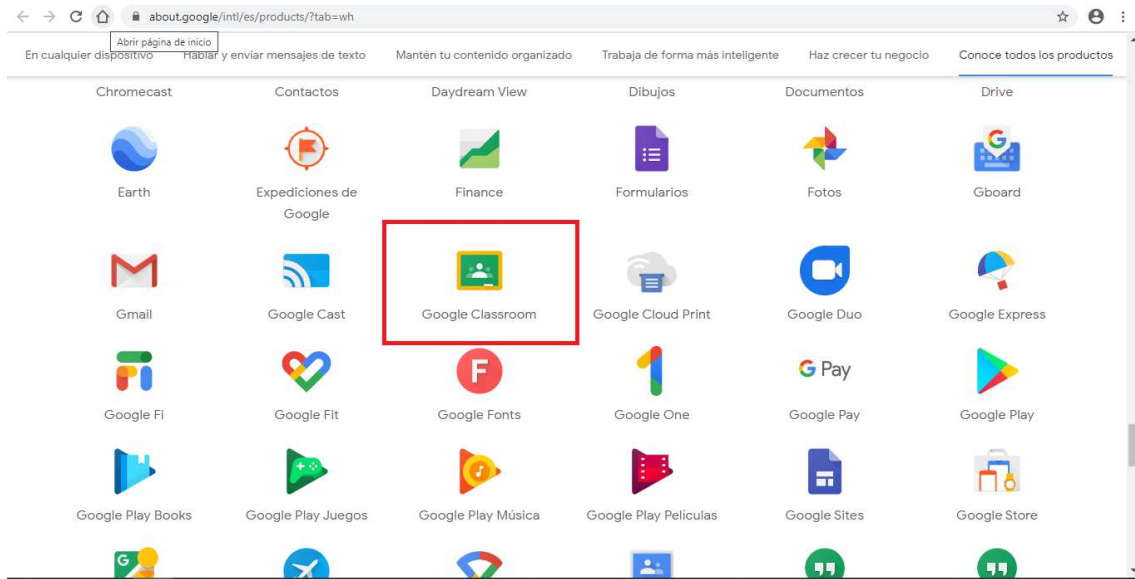 about.google/intl/es/products/?tab=wh
Abrir página de inicio
En cualquier dispositivo Hablar y enviar mensajes de texto Mantén tu contenido organizado Trabaja de forma más inteligente Haz crecer tu negocio Conoce todos los productos
Chromecast Contactos Daydream View Dibujos Documentos Drive
Earth Expediciones de Finance Formularios Fotos Gboard
Google
Gmail Google Cast Google Classroom Google Cloud Print Google Duo Google Express
G Pay
Google Fi Google Fit Google Fonts Google One Google Pay Google Play
Google Play Books Google Play Juegos Google Play Música Google Play Películas Google Sites Google Store